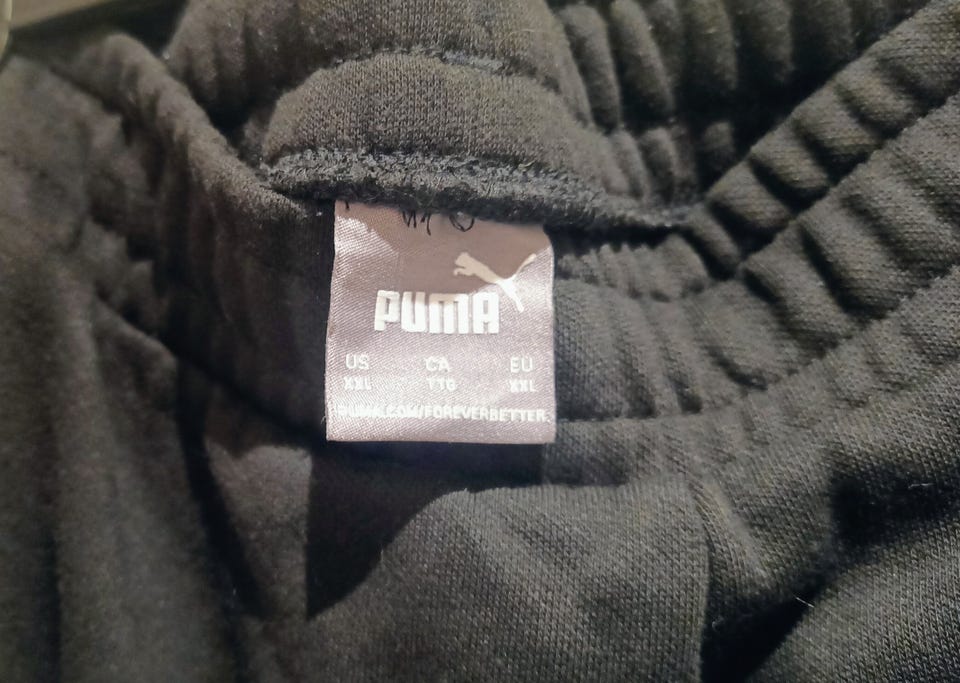 PUMA
US CA EU
XXL TTG XXL
PUMA.COM/FOREVERBETTER